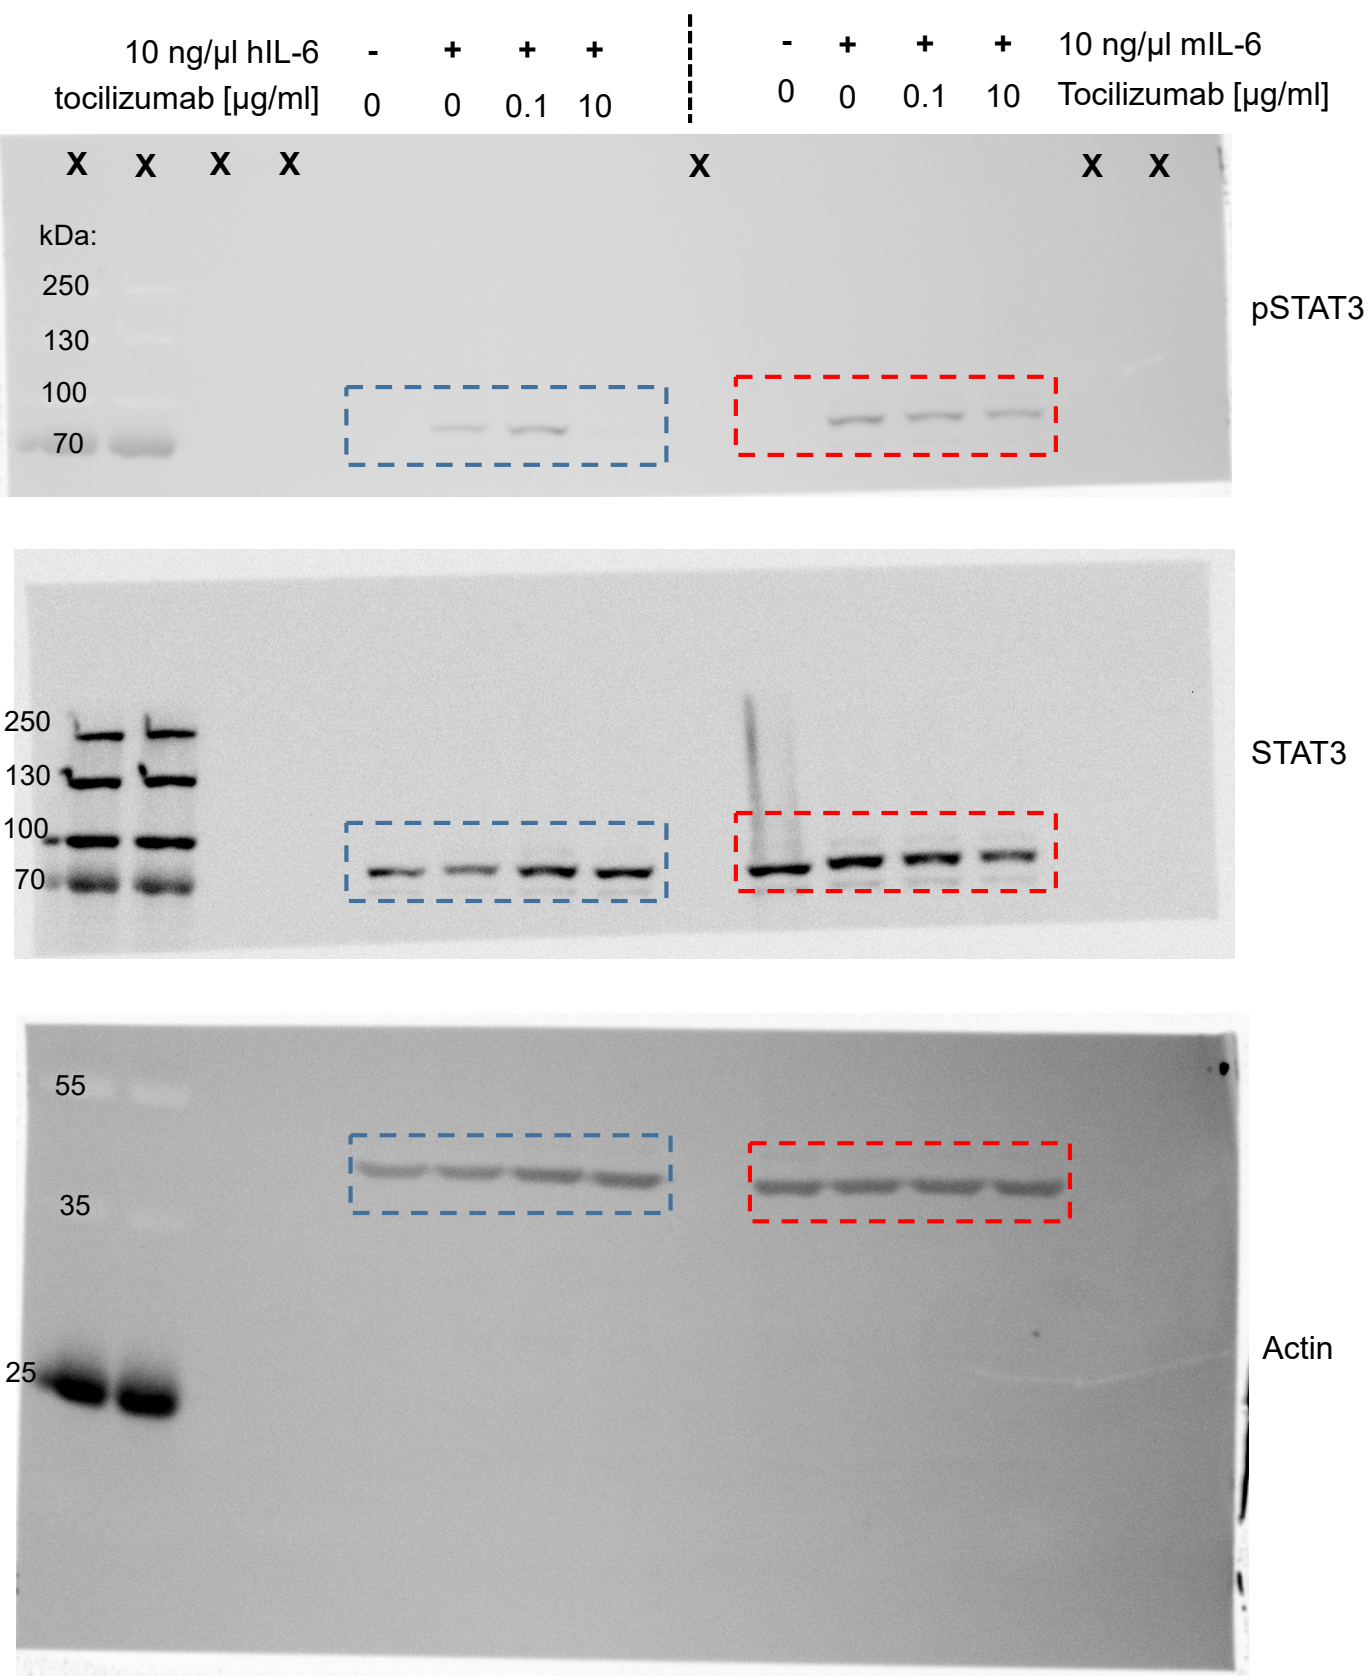 10 ng/µl hIL-6 - + + +
tocilizumab [µg/ml] 0 0 0.1 10
- + + + 10 ng/µl mIL-6
0 0 0.1 10 Tocilizumab [µg/ml]
X X X X X X X
kDa:
250
130
100
70
pSTAT3
250
130
100
70
STAT3
55
35
25
Actin